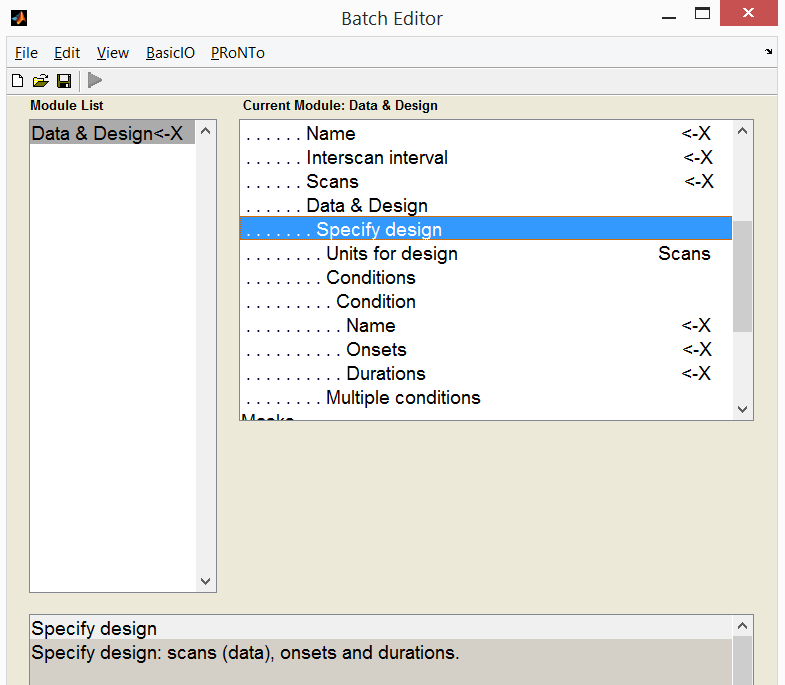 Batch Editor
File Edit View BasicIO PRoNTo
Module List
Current Module: Data & Design
Data & Design<-X
. . . . . . Name <-X
. . . . . . Interscan interval <-X
. . . . . . Scans <-X
. . . . . . Data & Design
. . . . . . . Specify design
. . . . . . . . Units for design Scans
. . . . . . . . Conditions
. . . . . . . . . Condition
. . . . . . . . . . Name <-X
. . . . . . . . . . Onsets <-X
. . . . . . . . . . Durations <-X
. . . . . . . . Multiple conditions
Masks
Specify design
Specify design: scans (data), onsets and durations.